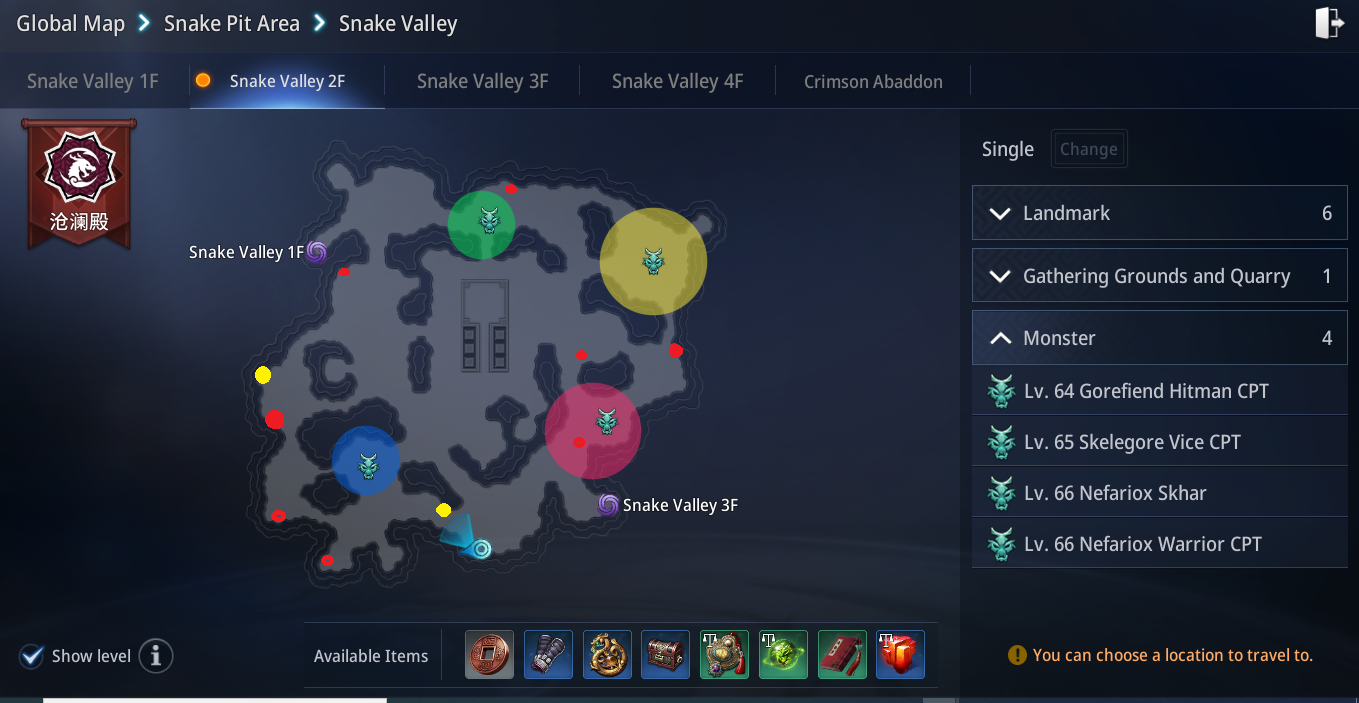 Global Map > Snake Pit Area > Snake Valley
Snake Valley 1F
Snake Valley 2F
Snake Valley 3F
Snake Valley 4F
Crimson Abaddon
沧澜殿
Snake Valley 1F
Snake Valley 3F
Single
Change
Landmark 6
Gathering Grounds and Quarry 1
Monster 4
Lv. 64 Gorefiend Hitman CPT
Lv. 65 Skelegore Vice CPT
Lv. 66 Nefariox Skhar
Lv. 66 Nefariox Warrior CPT
Show level
Available Items
You can choose a location to travel to.